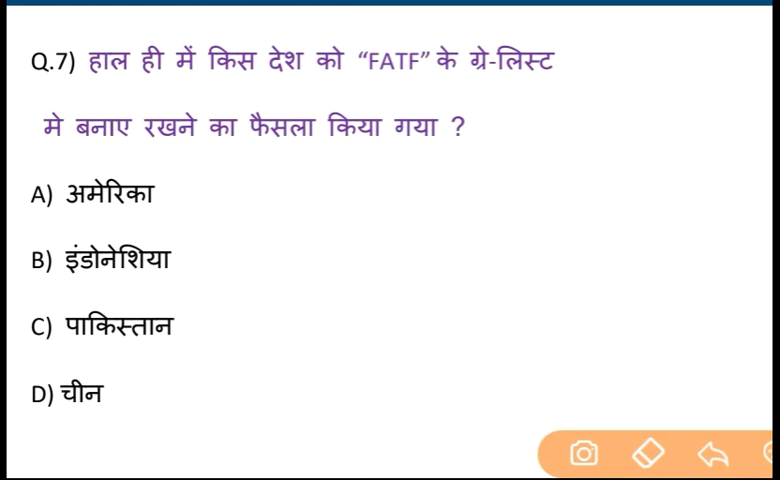 Q.7) हाल ही में किस देश को “FATF” के ग्रे-लिस्ट
मे बनाए रखने का फैसला किया गया ?
A) अमेरिका
B) इंडोनेशिया
C) पाकिस्तान
D) चीन